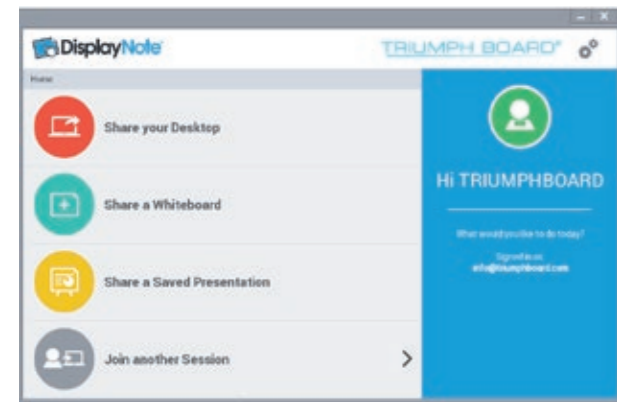 DisplayNote
TRIUMPH BOARD®
Home
Share your Desktop
Share a Whiteboard
Share a Saved Presentation
Join another Session
Hi TRIUMPHBOARD
What would you like to do today?
Signed in as:
info@triumphboard.com